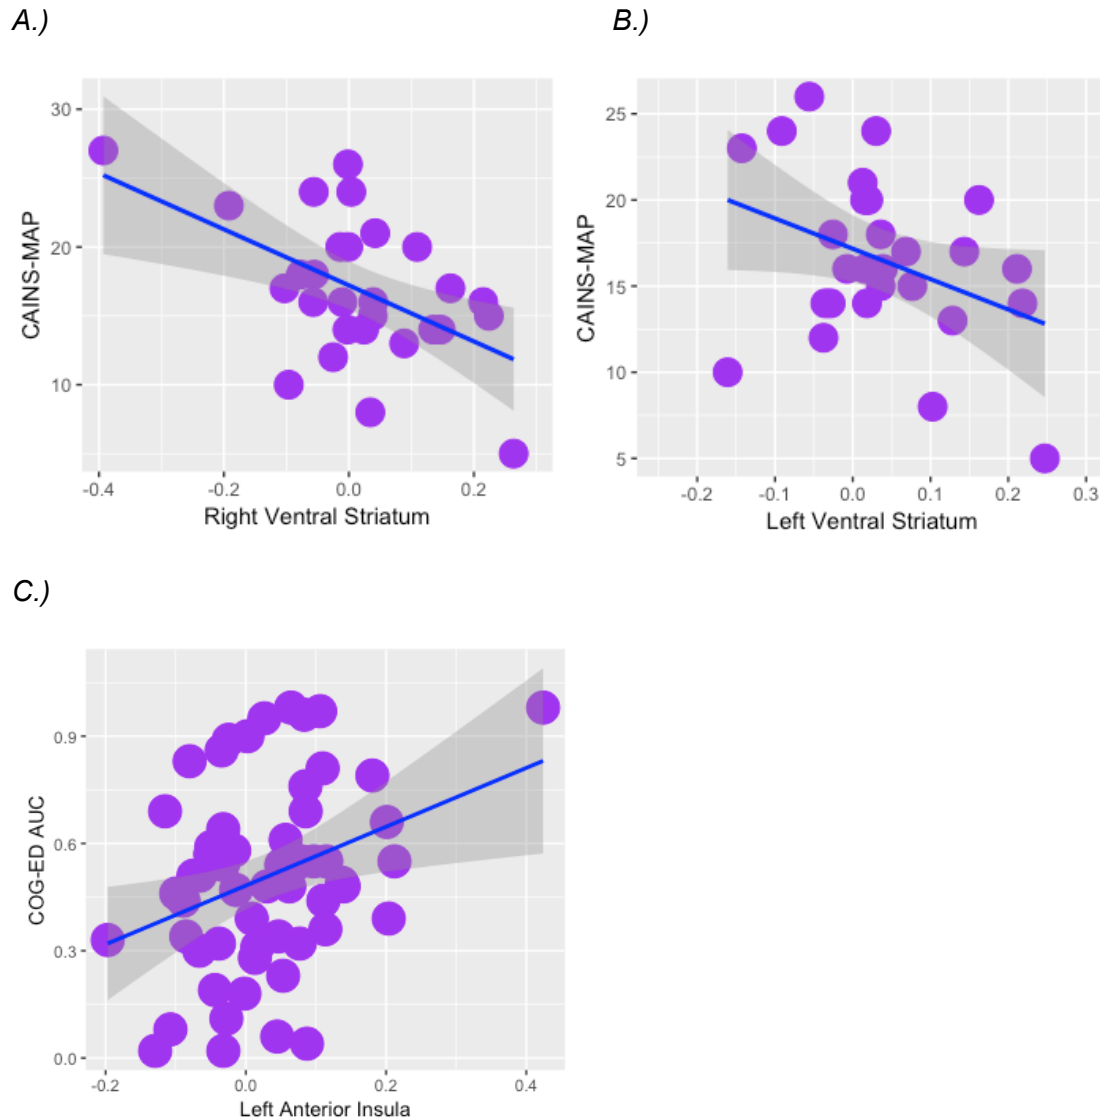 A.)
B.)
30
20
10
CAINS-MAP
-0.4
-0.2
0.0
0.2
Right Ventral Striatum
25
20
15
10
5
CAINS-MAP
-0.2
-0.1
0.0
0.1
0.2
0.3
Left Ventral Striatum
C.)
0.9
0.6
0.3
0.0
COG-ED AUC
-0.2
0.0
0.2
0.4
Left Anterior Insula